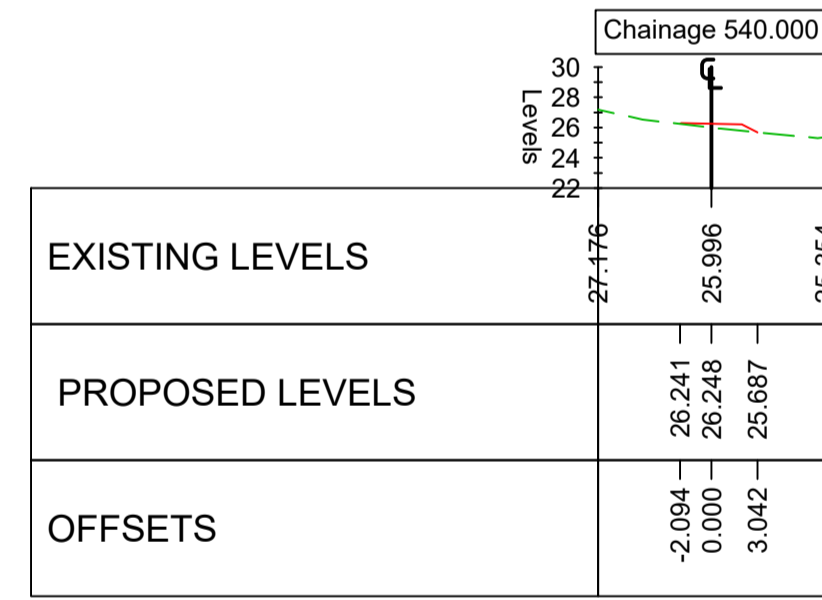 Chainage 540.000
℄
30
28
26
24
22
Levels
EXISTING LEVELS
27.176
25.996
PROPOSED LEVELS
26.241
26.248
25.687
OFFSETS
-2.094
0.000
3.042